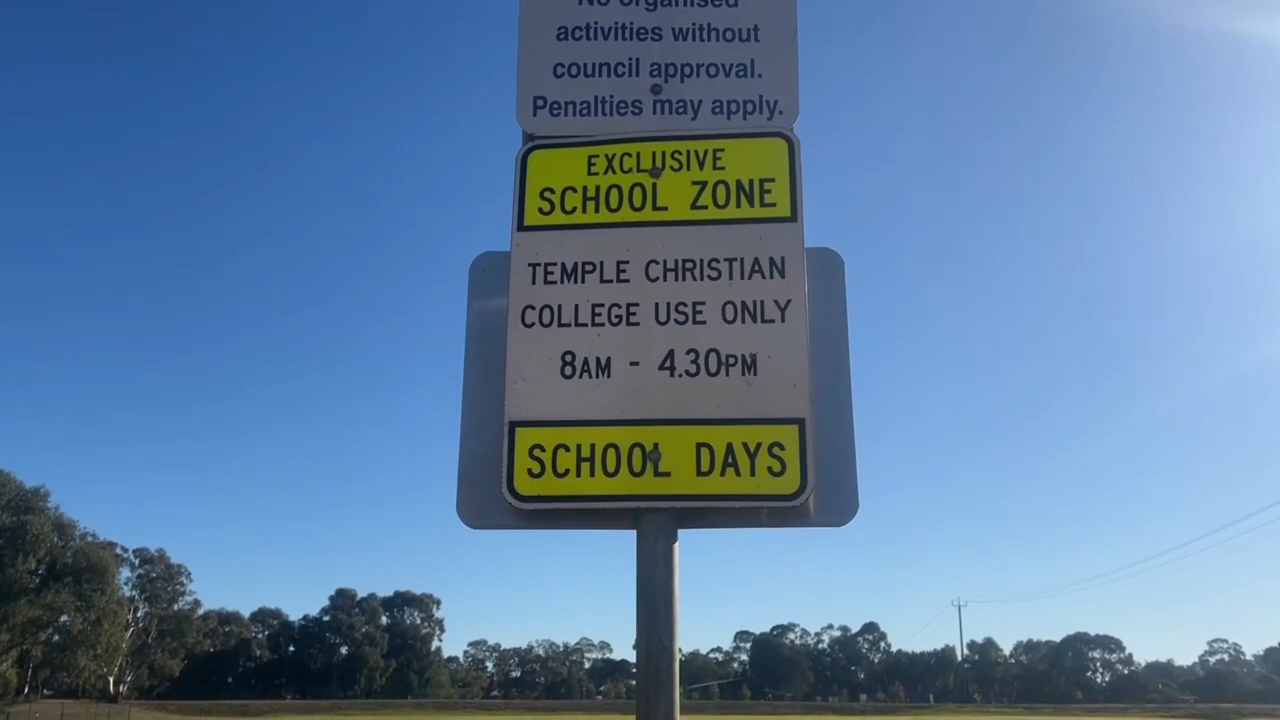 No organised
activities without
council approval.
Penalties may apply.
EXCLUSIVE
SCHOOL ZONE
TEMPLE CHRISTIAN
COLLEGE USE ONLY
8AM - 4.30PM
SCHOOL DAYS